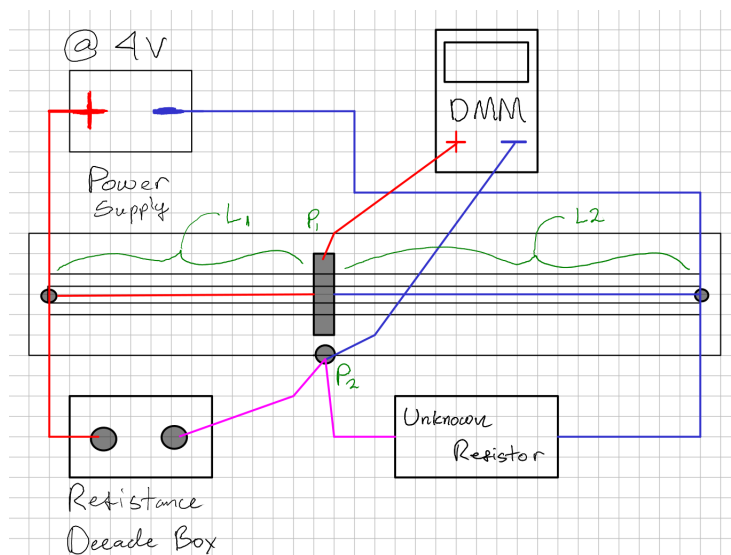 @ 4V
+ -
DMM
+ -
Power
Supply
L1
P1
L2
P2
Unknown
Resistor
Resistance
Decade Box